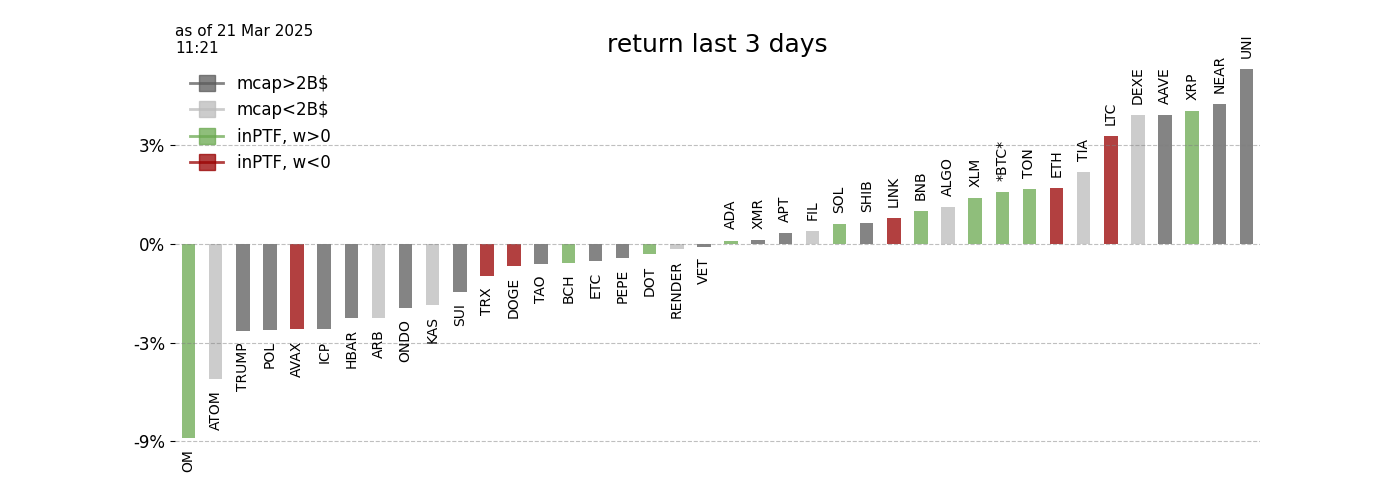 as of 21 Mar 2025
11:21
return last 3 days
mcap>2B$
mcap<2B$
inPTF, w>0
inPTF, w<0
3%
0%
-3%
-9%
OM
ATOM
TRUMP
POL
AVAX
ICP
HBAR
ARB
ONDO
KAS
SUI
TRX
DOGE
TAO
BCH
ETC
PEPE
DOT
RENDER
VET
ADA
XMR
APT
FIL
SOL
SHIB
LINK
BNB
ALGO
XLM
*BTC*
TON
ETH
TIA
LTC
DEXE
AAVE
XRP
NEAR
UNI